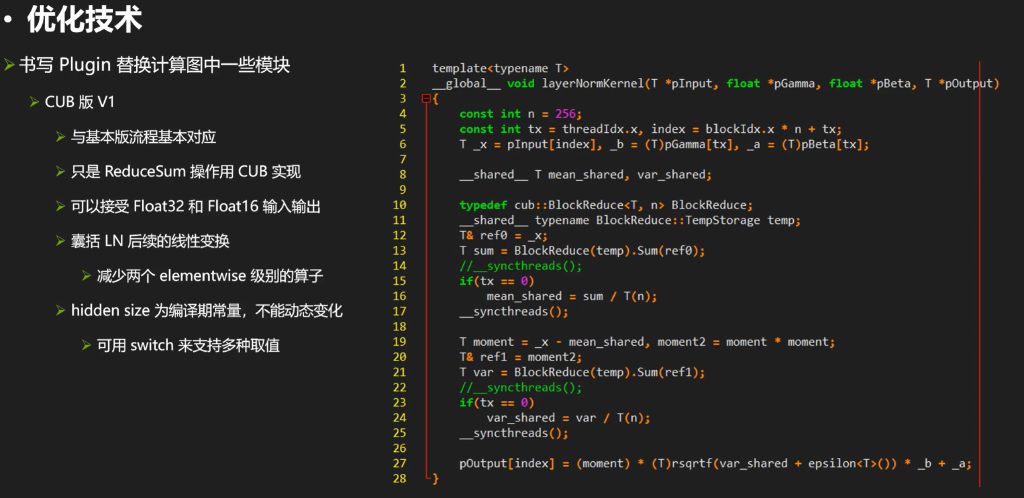 • 优化技术
书写 Plugin 替换计算图中一些模块
CUB 版 V1
与基本版流程基本对应
只是 ReduceSum 操作用 CUB 实现
可以接受 Float32 和 Float16 输入输出
囊括 LN 后续的线性变换
减少两个 elementwise 级别的算子
hidden size 为编译期常量，不能动态变化
可用 switch 来支持多种取值
1 template<typename T>
2 __global__ void layerNormKernel(T *pInput, float *pGamma, float *pBeta, T *pOutput)
3 {
4     const int n = 256;
5     const int tx = threadIdx.x, index = blockIdx.x * n + tx;
6     T _x = pInput[index], _b = (T)pGamma[tx], _a = (T)pBeta[tx];
7
8     __shared__ T mean_shared, var_shared;
9
10     typedef cub::BlockReduce<T, n> BlockReduce;
11     __shared__ typename BlockReduce::TempStorage temp;
12     T& ref0 = _x;
13     T sum = BlockReduce(temp).Sum(ref0);
14     //__syncthreads();
15     if(tx == 0)
16         mean_shared = sum / T(n);
17     __syncthreads();
18
19     T moment = _x - mean_shared, moment2 = moment * moment;
20     T& ref1 = moment2;
21     T var = BlockReduce(temp).Sum(ref1);
22     //__syncthreads();
23     if(tx == 0)
24         var_shared = var / T(n);
25     __syncthreads();
26
27     pOutput[index] = (moment) * (T)rsqrtf(var_shared + epsilon<T>()) * _b + _a;
28 }